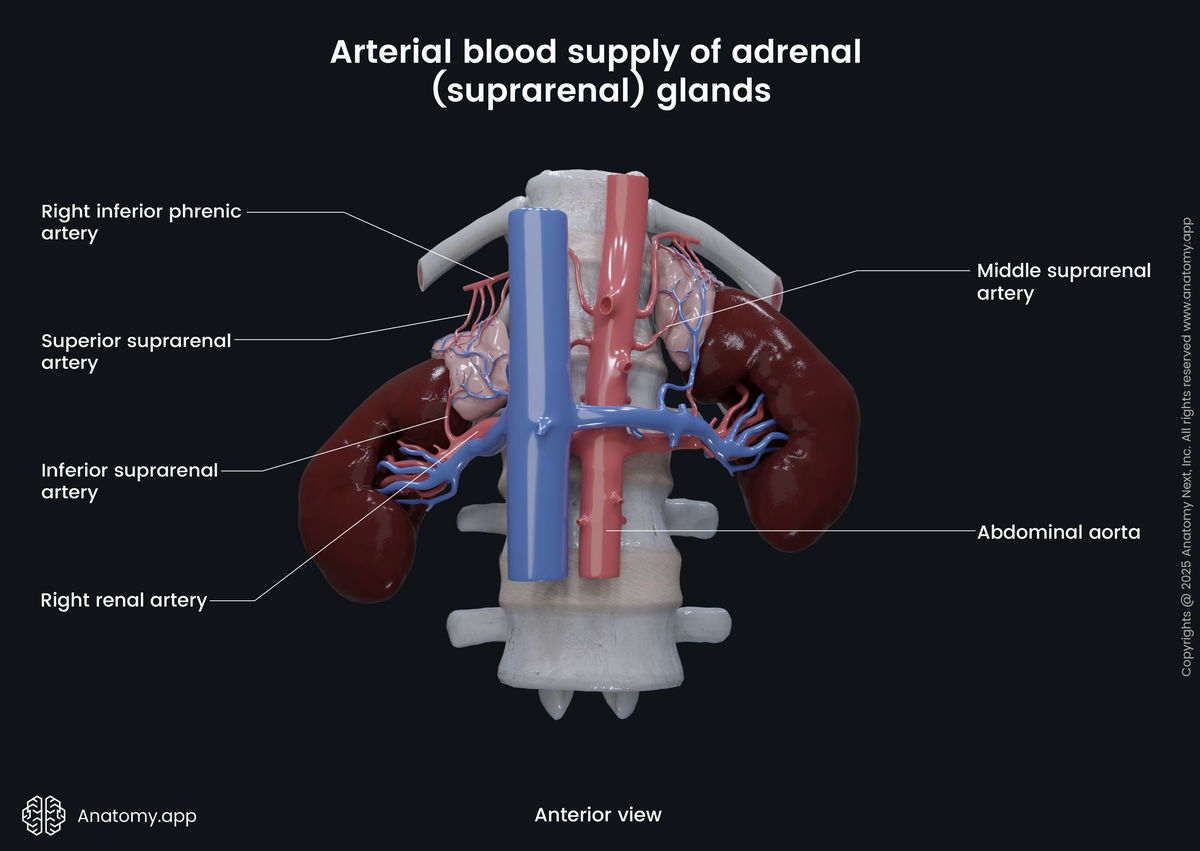 Arterial blood supply of adrenal
(suprarenal) glands
Right inferior phrenic
artery
Superior suprarenal
artery
Inferior suprarenal
artery
Right renal artery
Middle suprarenal
artery
Abdominal aorta
Copyrights @ 2025 Anatomy Next, Inc. All rights reserved www.anatomy.app
Anatomy.app
Anterior view